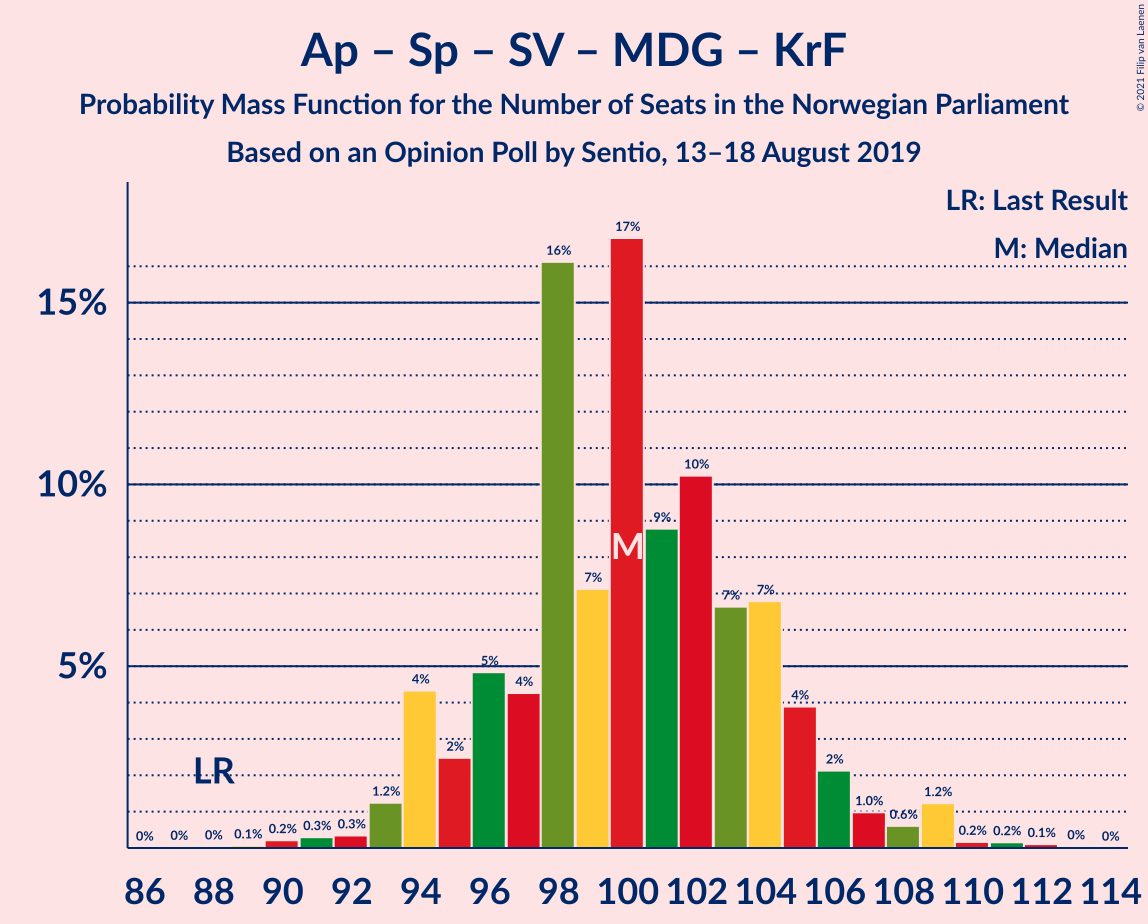 Ap – Sp – SV – MDG – KrF
Probability Mass Function for the Number of Seats in the Norwegian Parliament
Based on an Opinion Poll by Sentio, 13–18 August 2019
© 2021 Filip van Laenen
LR: Last Result
M: Median
15%
10%
5%
0% 0% 0% 0.1% 0.2% 0.3% 0.3% 1.2% 4% 2% 5% 4% 16% 7% 17% 9% 10% 7% 7% 4% 2% 1.0% 0.6% 1.2% 0.2% 0.2% 0.1% 0% 0%
LR
M
86 88 90 92 94 96 98 100 102 104 106 108 110 112 114